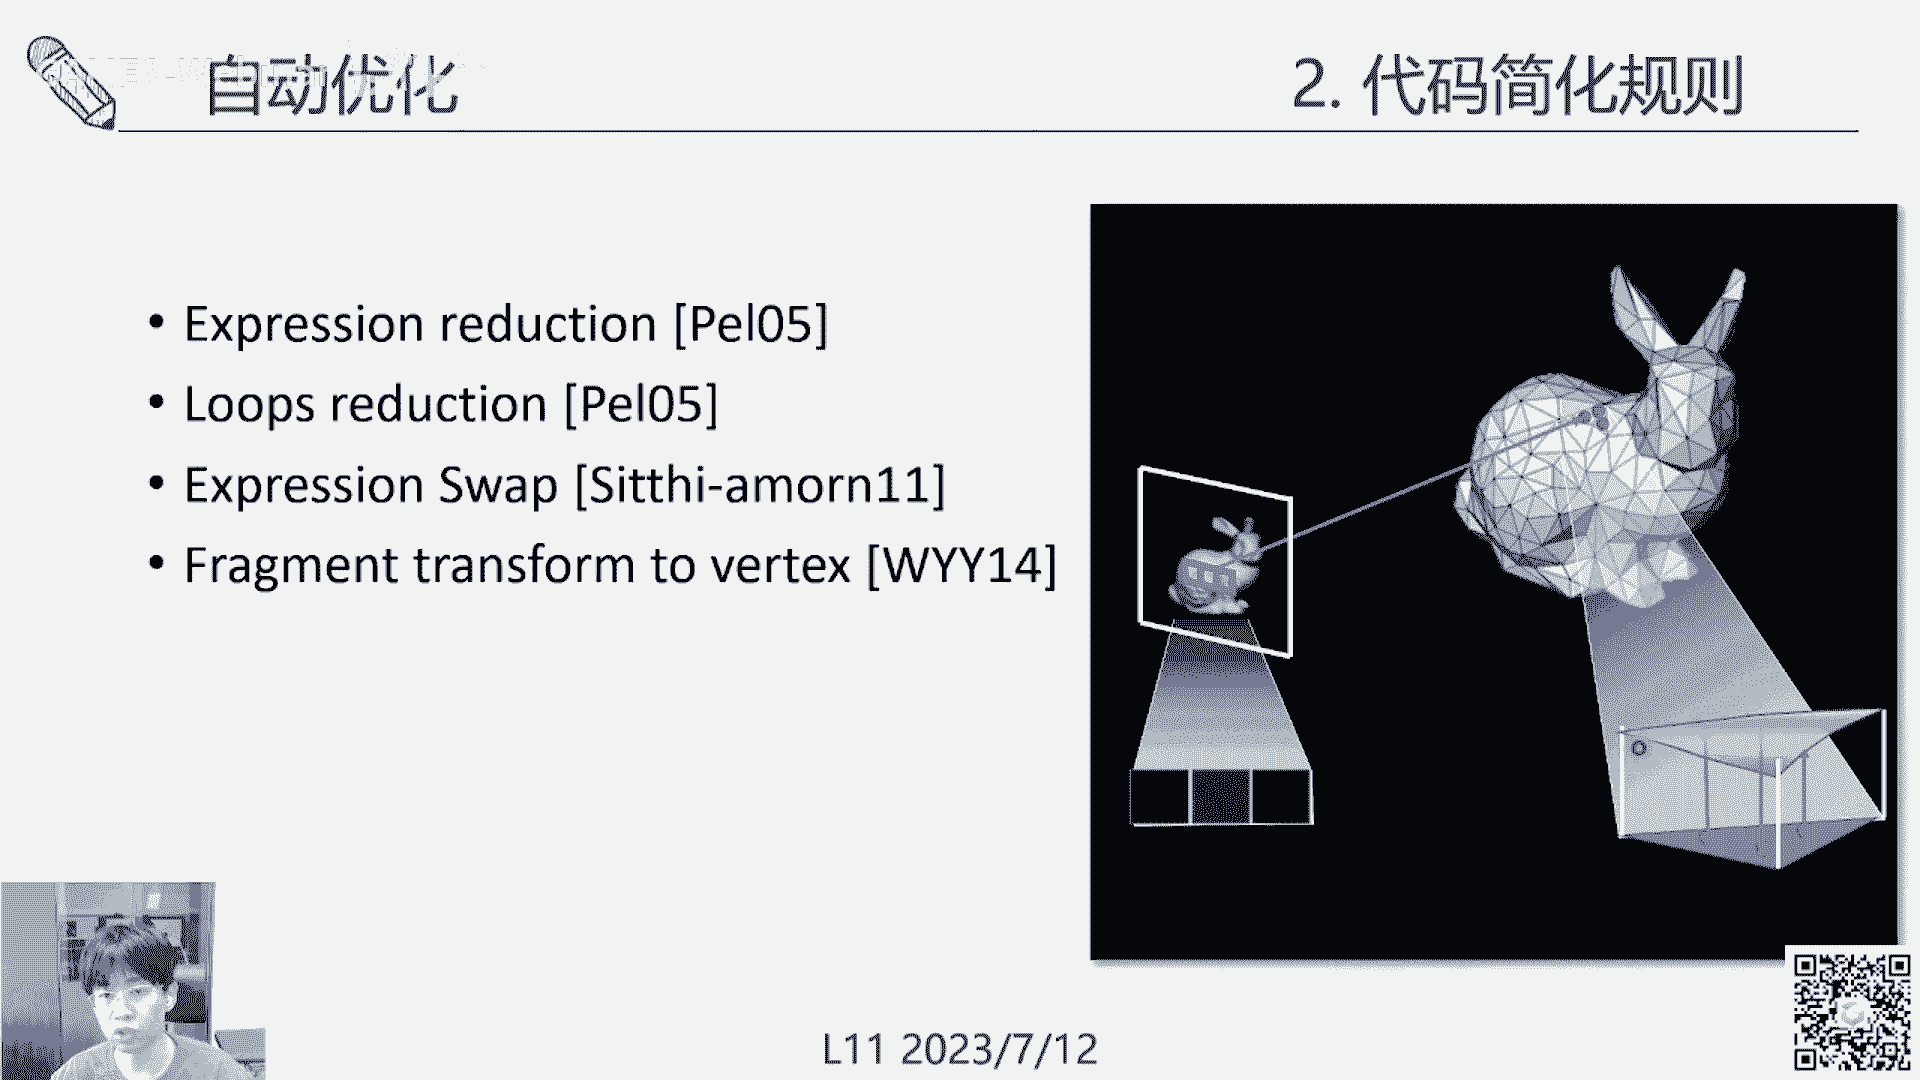 自动优化
2. 代码简化规则
• Expression reduction [Pel05]
• Loops reduction [Pel05]
• Expression Swap [Sitthi-amorn11]
• Fragment transform to vertex [WYY14]
L11 2023/7/12